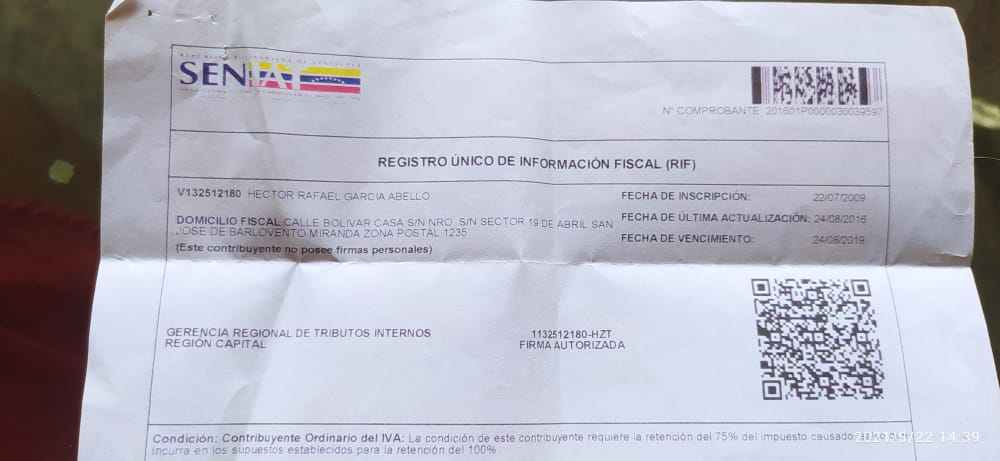 REPÚBLICA BOLIVARIANA DE VENEZUELA
SENIAT
N° COMPROBANTE 201601P0000030039597
REGISTRO ÚNICO DE INFORMACIÓN FISCAL (RIF)
V132512180 HECTOR RAFAEL GARCIA ABELLO
FECHA DE INSCRIPCIÓN: 22/07/2009
DOMICILIO FISCAL CALLE BOLIVAR CASA S/N NRO .S/N SECTOR 19 DE ABRIL SAN
JOSE DE BARLOVENTO MIRANDA ZONA POSTAL 1235
FECHA DE ÚLTIMA ACTUALIZACIÓN: 24/08/2016
(Este contribuyente no posee firmas personales)
FECHA DE VENCIMIENTO: 24/08/2019
GERENCIA REGIONAL DE TRIBUTOS INTERNOS
REGIÓN CAPITAL
1132512180-HZT
FIRMA AUTORIZADA
Condición: Contribuyente Ordinario del IVA: La condición de este contribuyente requiere la retención del 75% del impuesto causado,
incurra en los supuestos establecidos para la retención del 100%.
2021/3/22 14:39